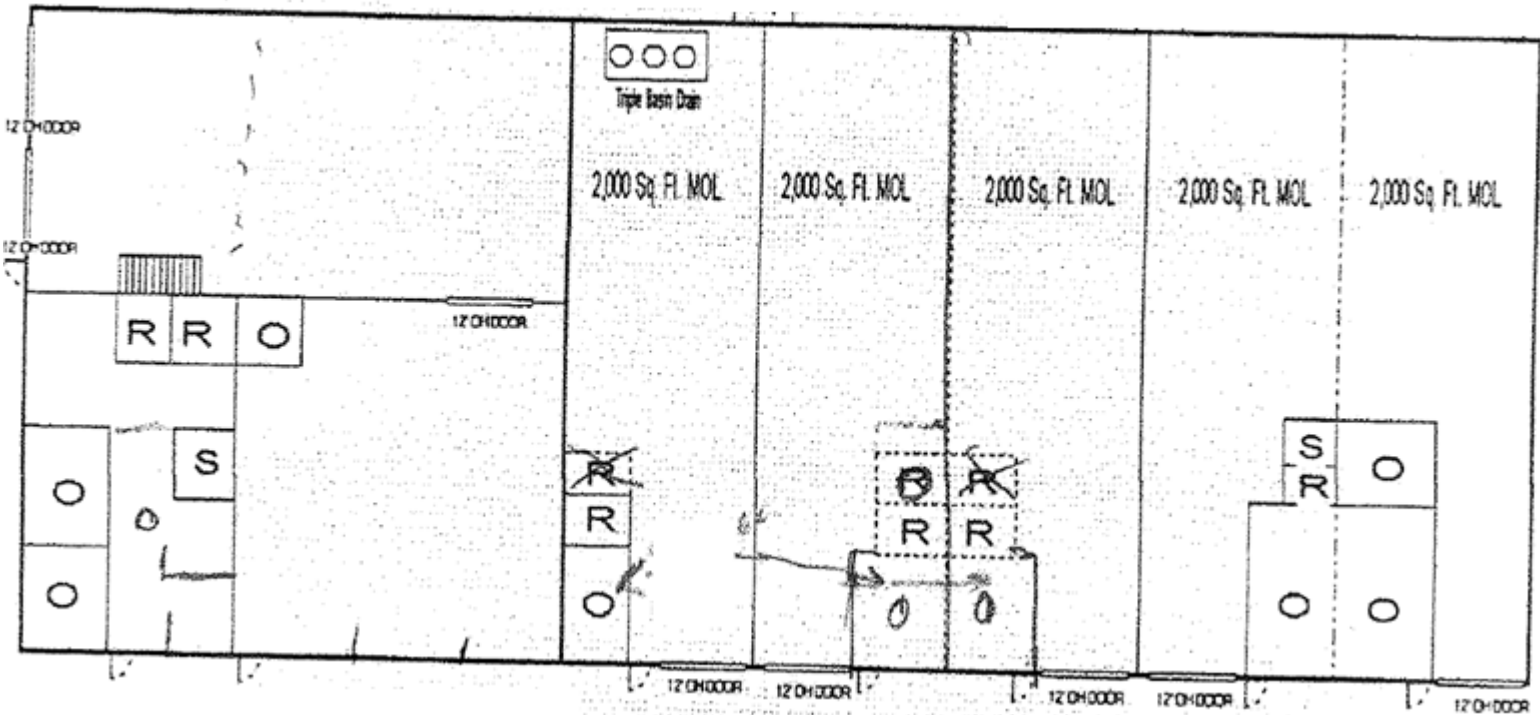 Triple Basin Drain
12' OH DOOR
2,000 Sq. Ft. MOL
2,000 Sq. Ft. MOL
2,000 Sq. Ft. MOL
2,000 Sq. Ft. MOL
2,000 Sq. Ft. MOL
12' OH DOOR
12' OH DOOR
R R O
R R R
S
S O
O
R
O
R R R
O
O
O O O
O O
12' OH DOOR
12' OH DOOR
12' OH DOOR
12' OH DOOR
12' OH DOOR